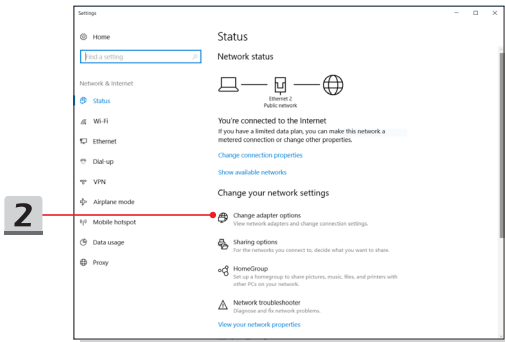 Settings
Home
Find a setting
Network & Internet
Status
Wi-Fi
Ethernet
Dial-up
VPN
Airplane mode
Mobile hotspot
Data usage
Proxy
2
Status
Network status
Ethernet 2
Public network
You're connected to the Internet
If you have a limited data plan, you can make this network a
metered connection or change other properties.
Change connection properties
Show available networks
Change your network settings
Change adapter options
View network adapters and change connection settings.
Sharing options
For the networks you connect to, decide what you want to share.
HomeGroup
Set up a homegroup to share pictures, music, files, and printers with
other PCs on your network.
Network troubleshooter
Diagnose and fix network problems.
View your network properties